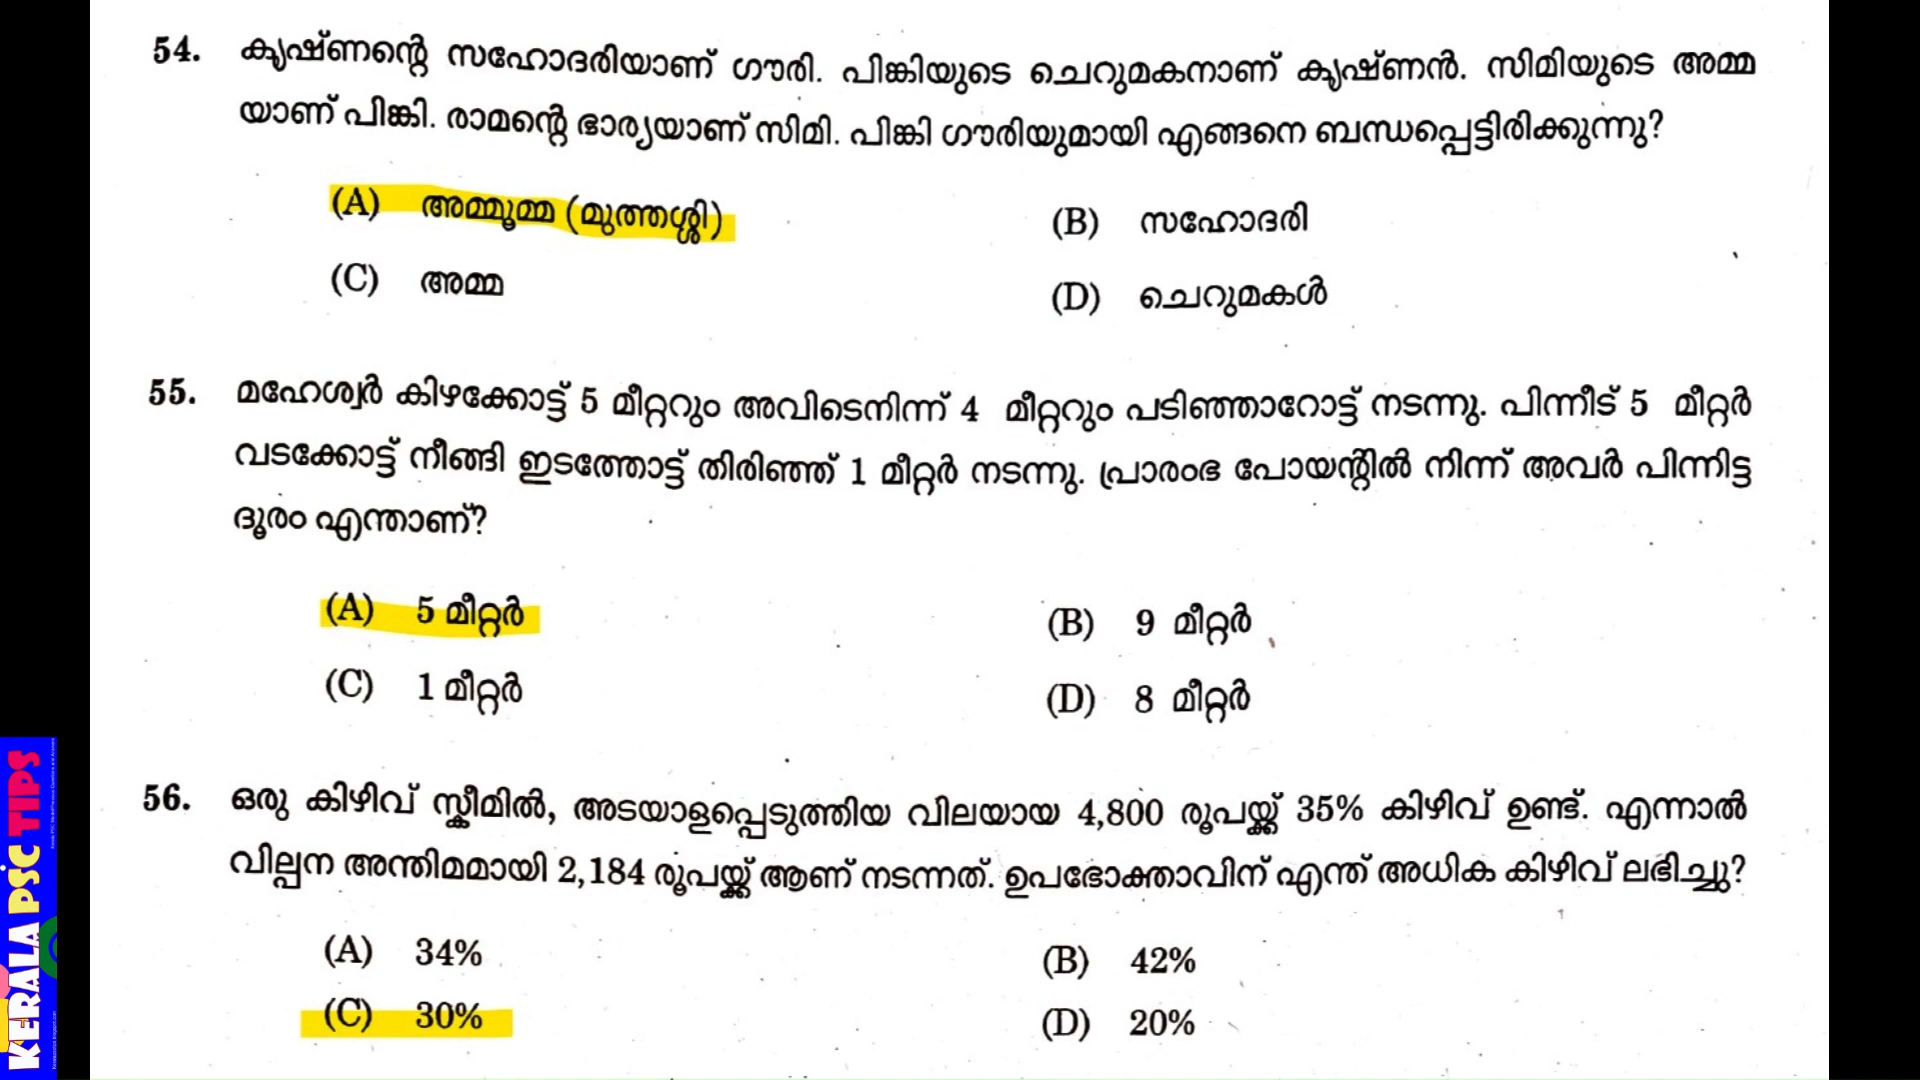 54. കൃഷ്ണന്റെ സഹോദരിയാണ് ഗൗരി. പിങ്കിയുടെ ചെറുമകനാണ് കൃഷ്ണൻ. സിമിയുടെ അമ്മ
യാണ് പിങ്കി. രാമന്റെ ഭാര്യയാണ് സിമി. പിങ്കി ഗൗരിയുമായി എങ്ങനെ ബന്ധപ്പെട്ടിരിക്കുന്നു?
(A) അമ്മൂമ്മ (മുത്തശ്ശി) (B) സഹോദരി
(C) അമ്മ (D) ചെറുമകൾ
55. മഹേശ്വർ കിഴക്കോട്ട് 5 മീറ്ററും അവിടെനിന്ന് 4 മീറ്ററും പടിഞ്ഞാറോട്ട് നടന്നു. പിന്നീട് 5 മീറ്റർ
വടക്കോട്ട് നീങ്ങി ഇടത്തോട്ട് തിരിഞ്ഞ് 1 മീറ്റർ നടന്നു. പ്രാരംഭ പോയന്റിൽ നിന്ന് അവർ പിന്നിട്ട
ദൂരം എന്താണ്?
(A) 5 മീറ്റർ (B) 9 മീറ്റർ
(C) 1 മീറ്റർ (D) 8 മീറ്റർ
56. ഒരു കിഴിവ് സ്കീമിൽ, അടയാളപ്പെടുത്തിയ വിലയായ 4,800 രൂപയ്ക്ക് 35% കിഴിവ് ഉണ്ട്. എന്നാൽ
വില്പന അന്തിമമായി 2,184 രൂപയ്ക്ക് ആണ് നടന്നത്. ഉപഭോക്താവിന് എന്ത് അധിക കിഴിവ് ലഭിച്ചു?
(A) 34% (B) 42%
(C) 30% (D) 20%
KERALA PSC TIPS